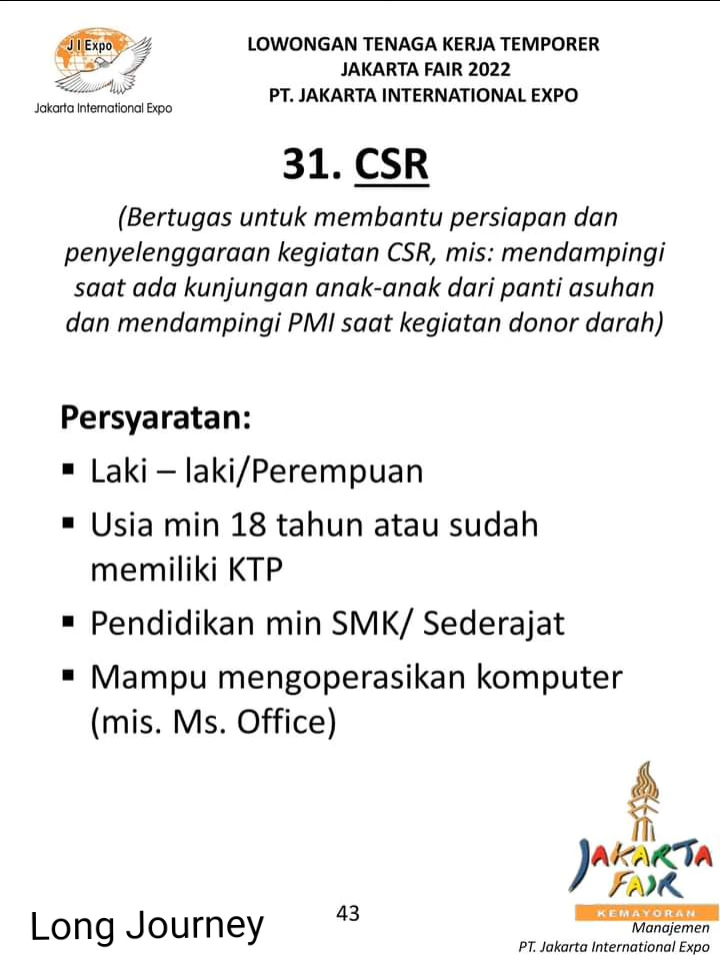 J I Expo
Jakarta International Expo
LOWONGAN TENAGA KERJA TEMPORER
JAKARTA FAIR 2022
PT. JAKARTA INTERNATIONAL EXPO
31. CSR
(Bertugas untuk membantu persiapan dan
penyelenggaraan kegiatan CSR, mis: mendampingi
saat ada kunjungan anak-anak dari panti asuhan
dan mendampingi PMI saat kegiatan donor darah)
Persyaratan:
▪ Laki – laki/Perempuan
▪ Usia min 18 tahun atau sudah
memiliki KTP
▪ Pendidikan min SMK/ Sederajat
▪ Mampu mengoperasikan komputer
(mis. Ms. Office)
JAKARTA
FAIR
KEMAYORAN
Long Journey
43
Manajemen
PT. Jakarta International Expo